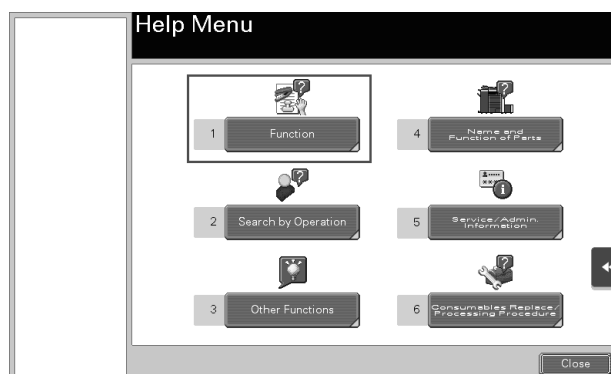 Help Menu
1 Function
2 Search by Operation
3 Other Functions
4 Name and
Function of Parts
5 Service/Admin.
Information
6 Consumables Replace/
Processing Procedure
Close